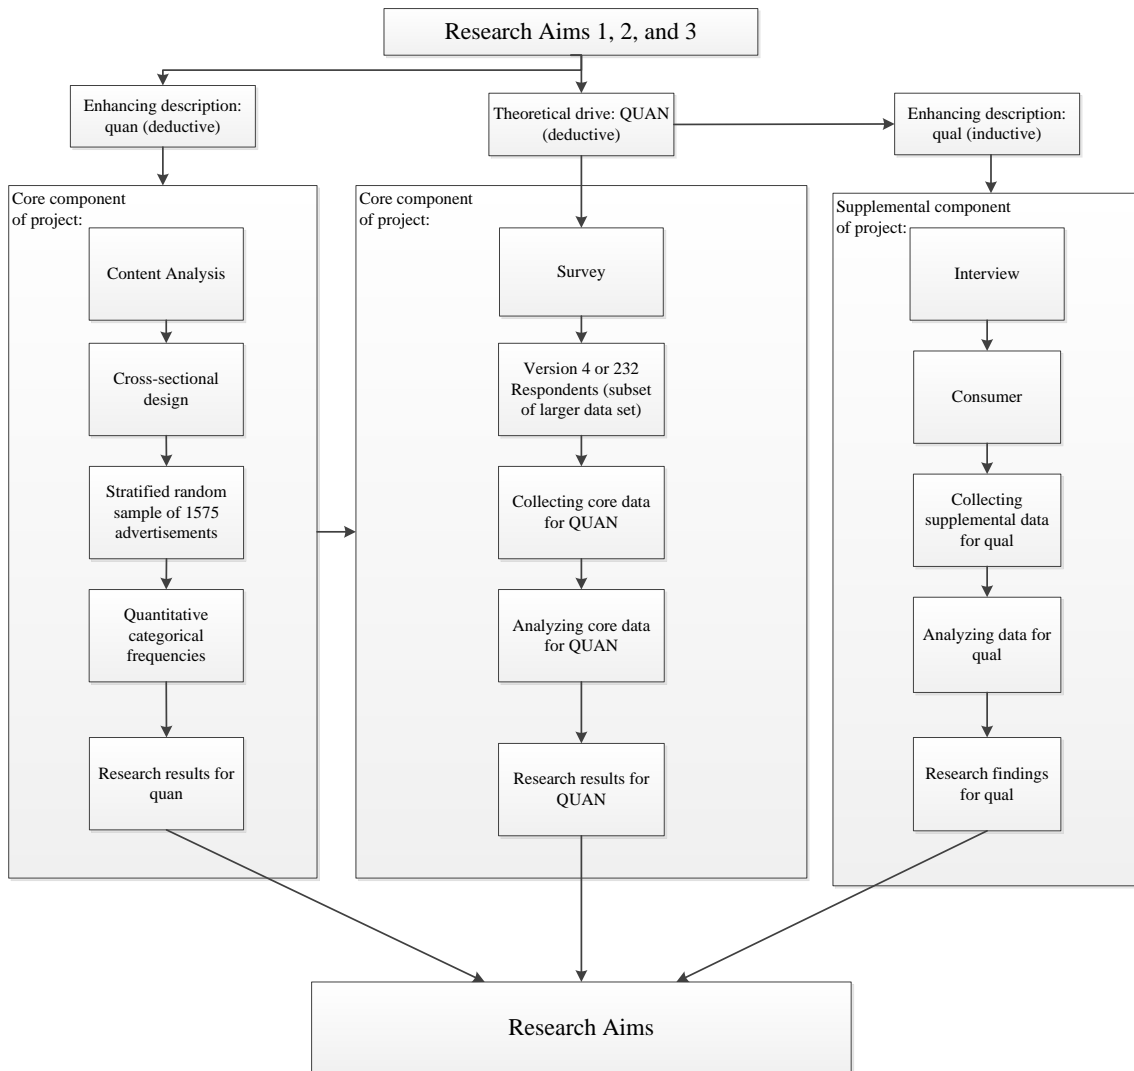 Research Aims 1, 2, and 3
Enhancing description:
quan (deductive)
Theoretical drive: QUAN
(deductive)
Enhancing description:
qual (inductive)
Core component
of project:
Content Analysis
Cross-sectional
design
Stratified random
sample of 1575
advertisements
Quantitative
categorical
frequencies
Research results for
quan
Core component
of project:
Survey
Version 4 or 232
Respondents (subset
of larger data set)
Collecting core data
for QUAN
Analyzing core data
for QUAN
Research results for
QUAN
Supplemental component
of project:
Interview
Consumer
Collecting
supplemental data
for qual
Analyzing data for
qual
Research findings
for qual
Research Aims